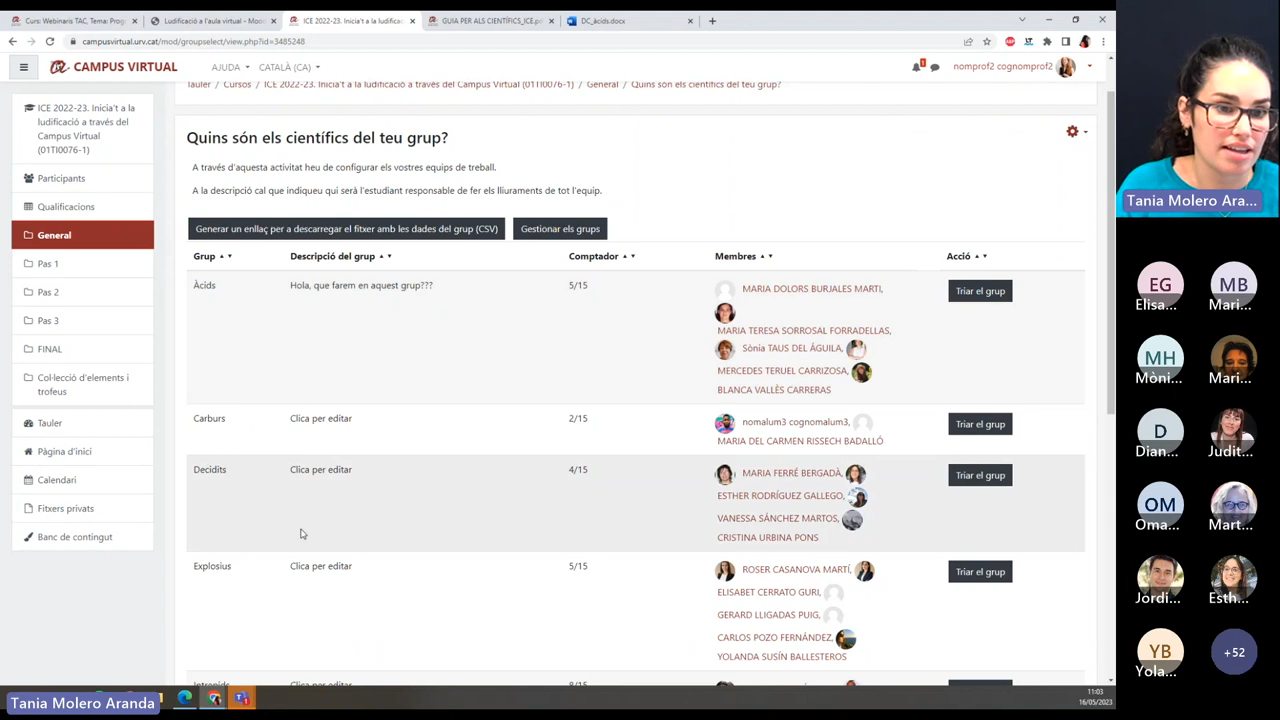 Curs: Webinaris TAC, Tema: Prog
Ludificació a l'aula virtual - Mod
ICE 2022-23. Inicia't a la ludificac
GUIA PER ALS CIENTÍFICS_ICE.p
DC_àcids.docx
campusvirtual.urv.cat/mod/groupselect/view.php?id=3485248
CAMPUS VIRTUAL
AJUDA
CATALÀ (CA)
nomprof2 cognomprof2
Tauler / Cursos / ICE 2022-23. Inicia't a la ludificació a través del Campus Virtual (01TI0076-1) / General / Quins són els científics del teu grup?
ICE 2022-23. Inicia't a la
ludificació a través del
Campus Virtual
(01TI0076-1)
Participants
Qualificacions
General
Pas 1
Pas 2
Pas 3
FINAL
Col·lecció d'elements i
trofeus
Tauler
Pàgina d'inici
Calendari
Fitxers privats
Banc de contingut
Quins són els científics del teu grup?
A través d'aquesta activitat heu de configurar els vostres equips de treball.
A la descripció cal que indiqueu qui serà l'estudiant responsable de fer els lliuraments de tot l'equip.
Generar un enllaç per a descarregar el fitxer amb les dades del grup (CSV)
Gestionar els grups
Grup Descripció del grup Comptador Membres Acció
Àcids Hola, que farem en aquest grup??? 5/15 MARIA DOLORS BURJALES MARTI, Triar el grup
MARIA TERESA SORROSAL FORRADELLAS,
Sònia TAUS DEL ÁGUILA,
MERCEDES TERUEL CARRIZOSA,
BLANCA VALLÈS CARRERAS
Carburs Clica per editar 2/15 nomalum3 cognomalum3, Triar el grup
MARIA DEL CARMEN RISSECH BADALLÓ
Decidits Clica per editar 4/15 MARIA FERRÉ BERGADÀ, Triar el grup
ESTHER RODRÍGUEZ GALLEGO,
VANESSA SÁNCHEZ MARTOS,
CRISTINA URBINA PONS
Explosius Clica per editar 5/15 ROSER CASANOVA MARTÍ, Triar el grup
ELISABET CERRATO GURI,
GERARD LLIGADAS PUIG,
CARLOS POZO FERNÁNDEZ,
YOLANDA SUSÍN BALLESTEROS
Tania Molero Aranda
11:03
16/05/2023
Tania Molero Ara...
EG
Elisa...
MB
Mari...
MH
Mòni...
Mari...
D
Dian...
Judit...
OM
Oma...
Mart...
Jordi...
Esth...
YB
Yola...
+52